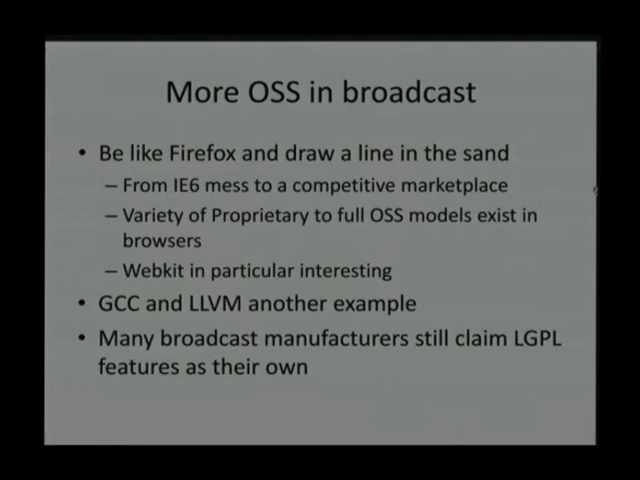 More OSS in broadcast
• Be like Firefox and draw a line in the sand
– From IE6 mess to a competitive marketplace
– Variety of Proprietary to full OSS models exist in
browsers
– Webkit in particular interesting
• GCC and LLVM another example
• Many broadcast manufacturers still claim LGPL
features as their own